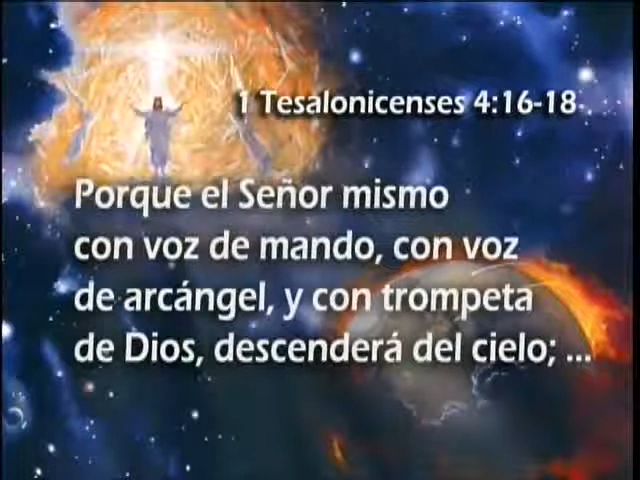 1 Tesalonicenses 4:16-18
Porque el Señor mismo
con voz de mando, con voz
de arcángel, y con trompeta
de Dios, descenderá del cielo; ...